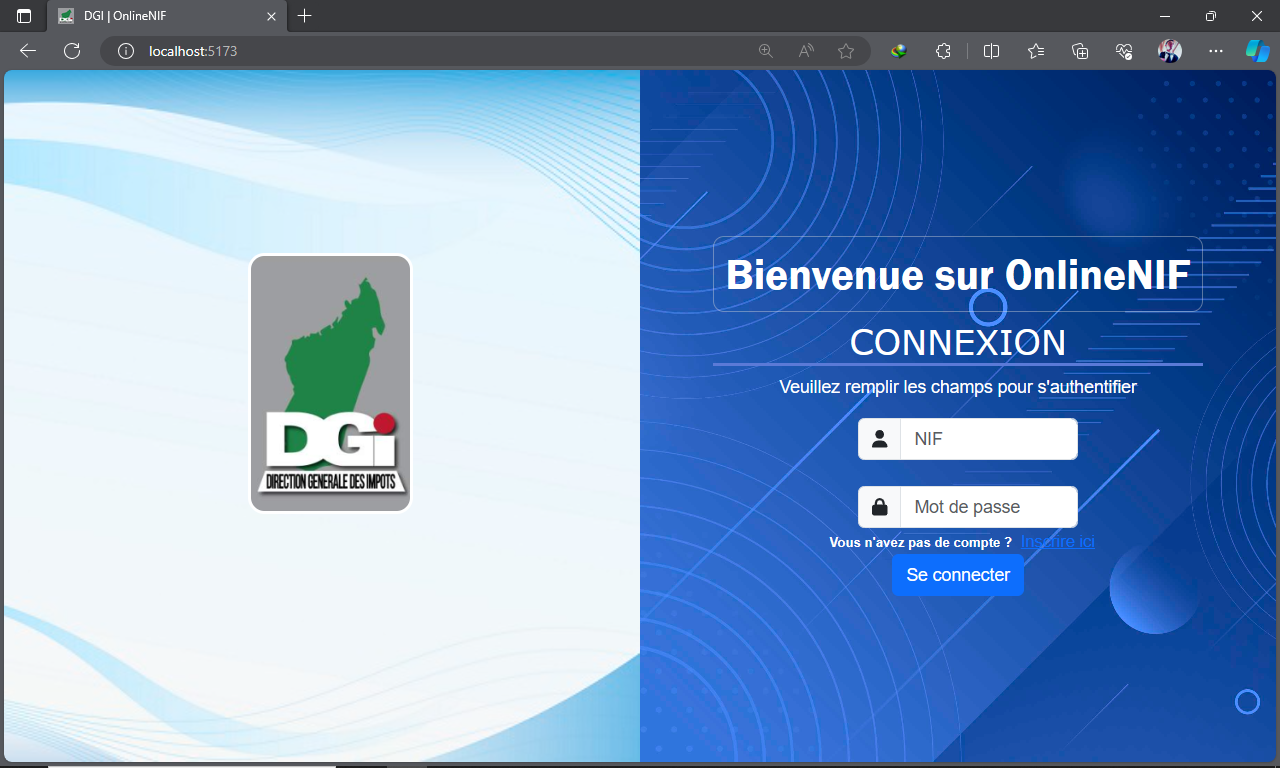 DGI | OnlineNIF
localhost:5173
DGi
DIRECTION GENERALE DES IMPOTS
Bienvenue sur OnlineNIF
CONNEXION
Veuillez remplir les champs pour s'authentifier
NIF
Mot de passe
Vous n'avez pas de compte ? Inscrire ici
Se connecter